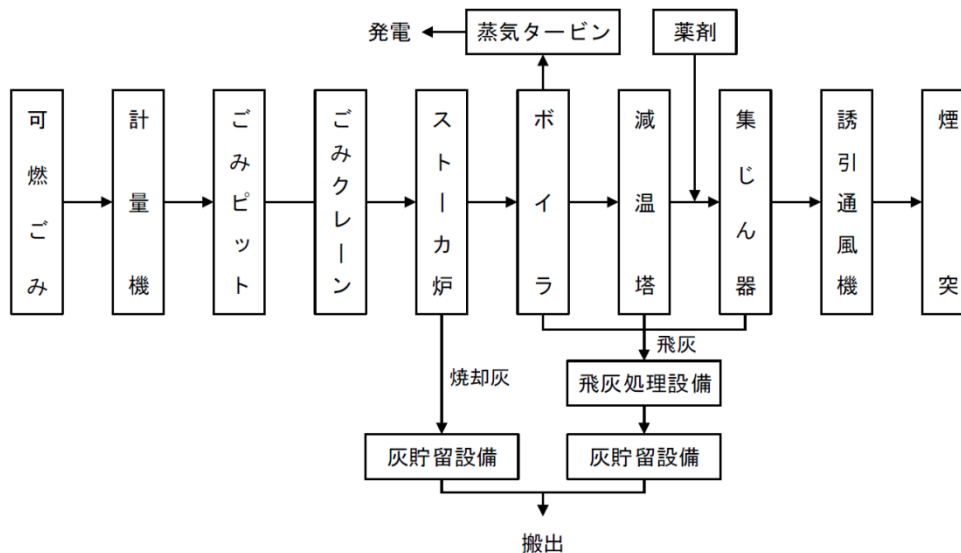 発電
蒸気タービン
薬剤
可燃ごみ
計量機
ごみピット
ごみクレーン
ストーカ炉
ボイラ
減温塔
集じん器
誘引通風機
煙突
焼却灰
飛灰
飛灰処理設備
灰貯留設備
灰貯留設備
搬出